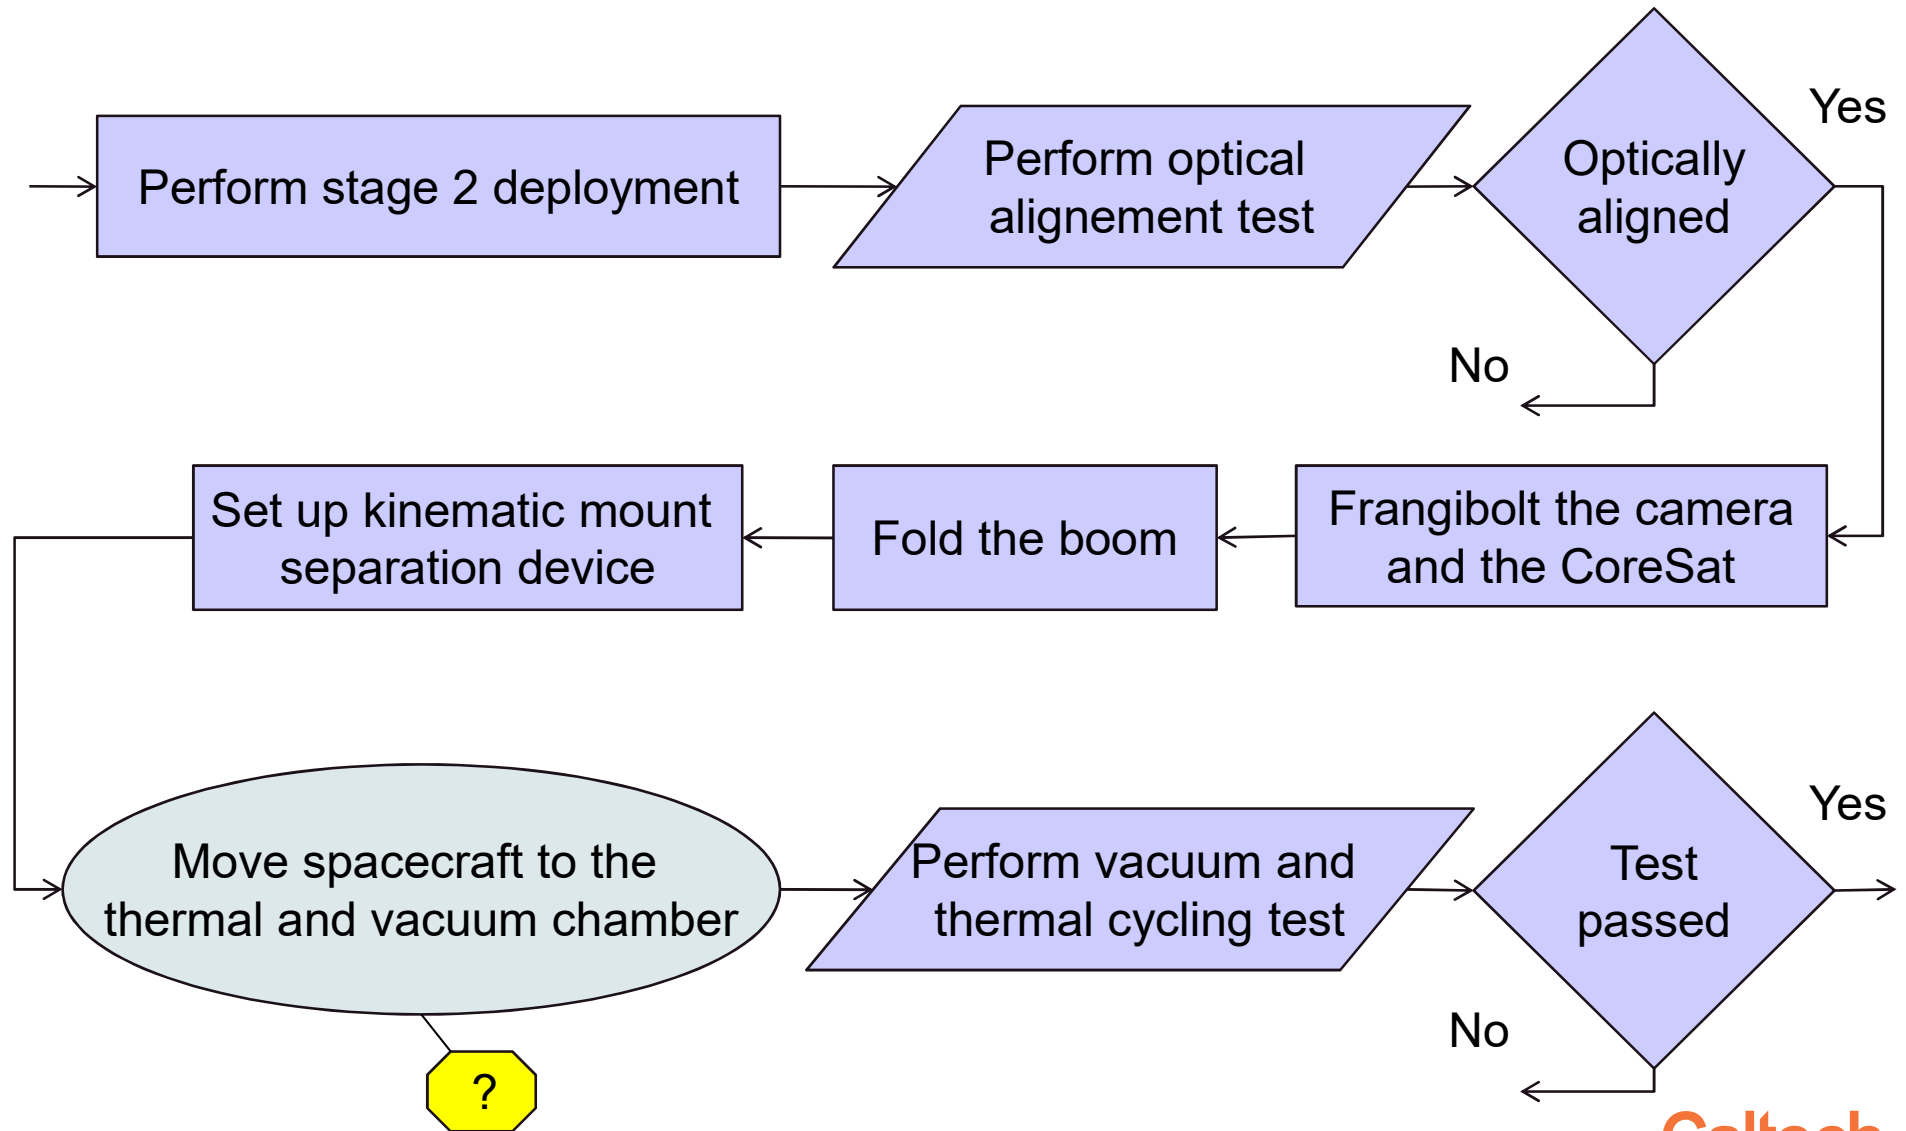 Perform stage 2 deployment
Perform optical
alignement test
Optically
aligned
Yes
No
Frangibolt the camera
and the CoreSat
Fold the boom
Set up kinematic mount
separation device
Move spacecraft to the
thermal and vacuum chamber
?
Perform vacuum and
thermal cycling test
Test
passed
Yes
No
Caltech